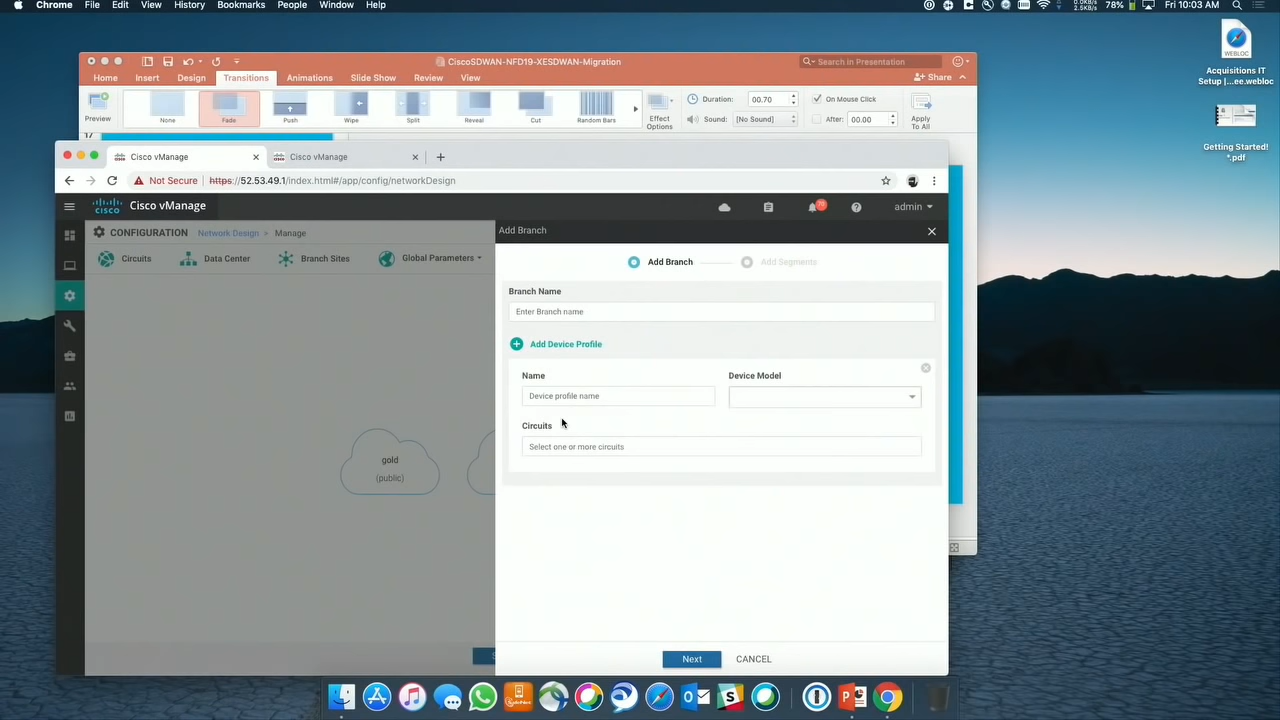 Chrome File Edit View History Bookmarks People Window Help
0.0KB/s
2.5KB/s
78% Fri 10:03 AM
WEBLOC
Acquisitions IT
Setup |...ee.webloc
Getting Started!
*.pdf
CiscoSDWAN-NFD19-XESDWAN-Migration
Search in Presentation
Home Insert Design Transitions Animations Slide Show Review View
Share
Preview
None Fade Push Wipe Split Reveal Cut Random Bars
Effect
Options
Duration: 00.70
Sound: [No Sound]
On Mouse Click
After: 00.00
Apply
To All
Cisco vManage
Cisco vManage
Not Secure https://52.53.49.1/index.html#/app/config/networkDesign
CISCO Cisco vManage
admin
CONFIGURATION Network Design > Manage
Circuits Data Center Branch Sites Global Parameters
gold
(public)
Add Branch
Add Branch Add Segments
Branch Name
Enter Branch name
Add Device Profile
Name Device Model
Device profile name
Circuits
Select one or more circuits
Next CANCEL